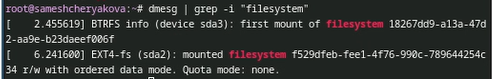 root@sameshcheryakova:~# dmesg | grep -i "filesystem"
[    2.455619] BTRFS info (device sda3): first mount of filesystem 18267dd9-a13a-47d
2-aa9e-b23daeef006f
[    6.241600] EXT4-fs (sda2): mounted filesystem f529dfeb-fee1-4f76-990c-789644254c
34 r/w with ordered data mode. Quota mode: none.